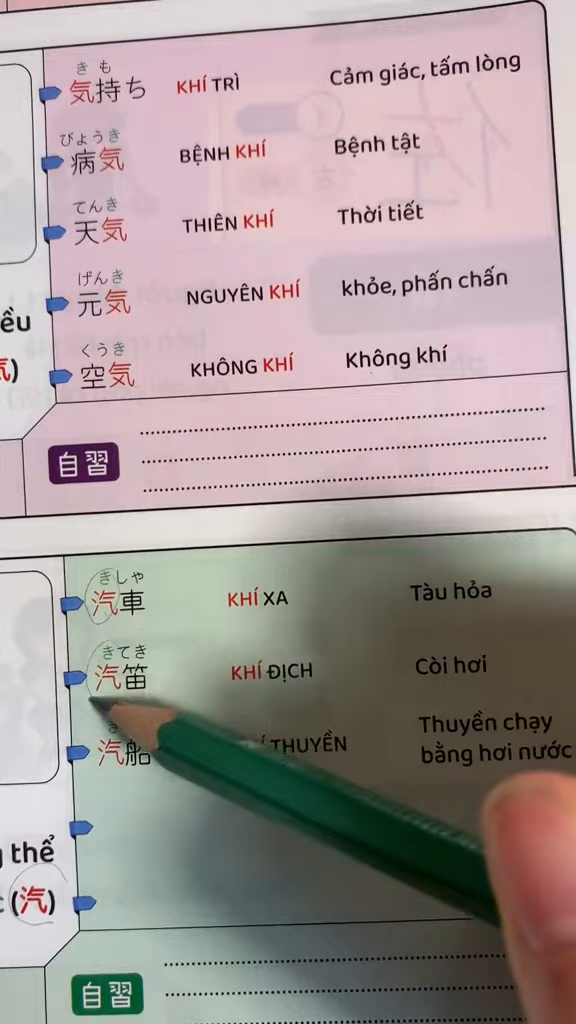 きも
気持ち KHÍ TRÌ Cảm giác, tấm lòng
びょうき
病気 BỆNH KHÍ Bệnh tật
てんき
天気 THIÊN KHÍ Thời tiết
げんき
元気 NGUYÊN KHÍ khỏe, phấn chấn
ều
くうき
空気 KHÔNG KHÍ Không khí
自習
きしゃ
汽車 KHÍ XA Tàu hỏa
きてき
汽笛 KHÍ ĐỊCH Còi hơi
汽船 THUYỀN Thuyền chạy
bằng hơi nước
thể
(汽)
自習